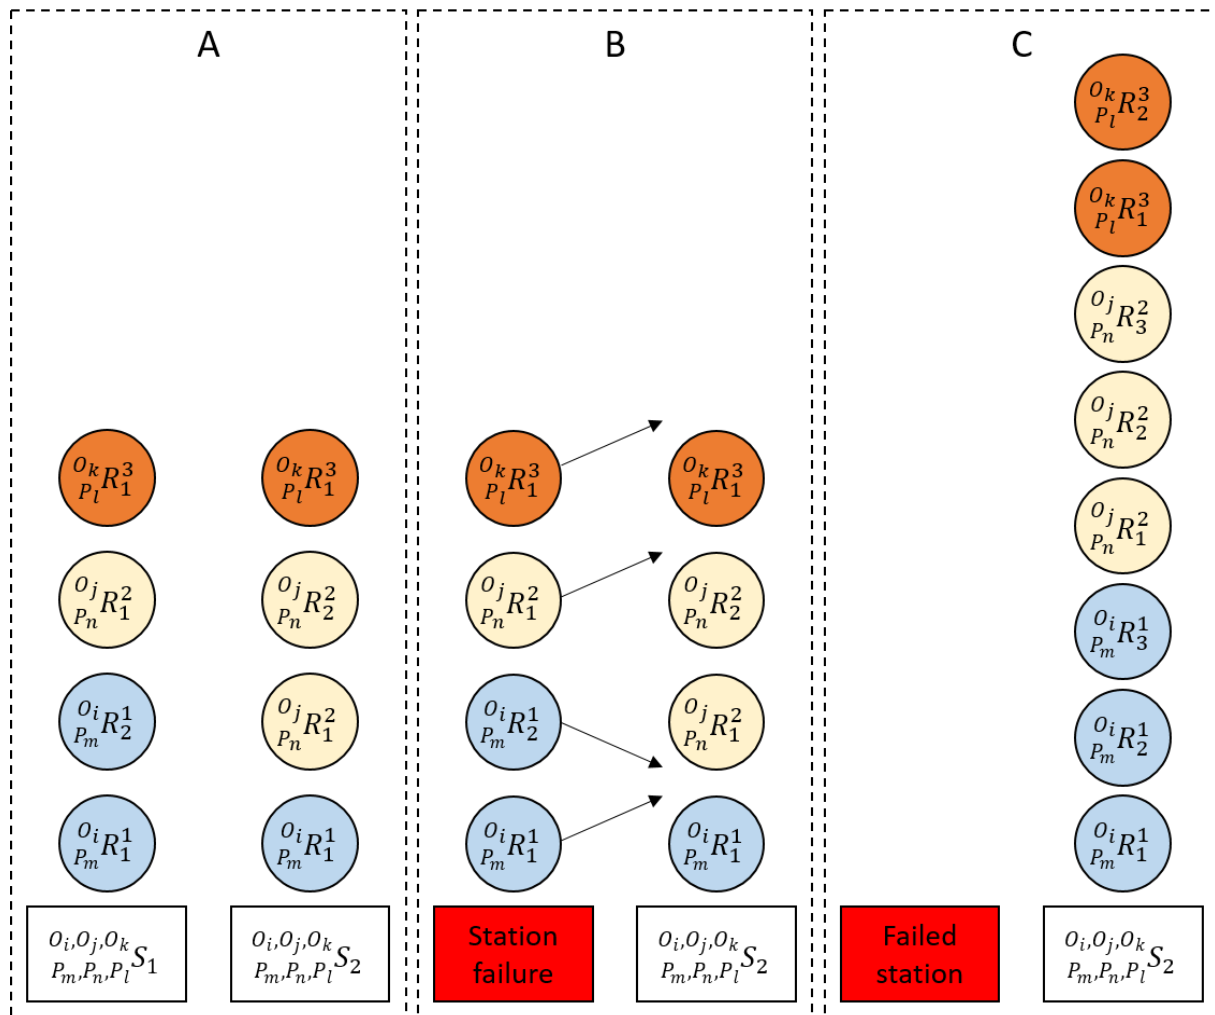 A
^{O_k}_{P_l}R_1^3
^{O_k}_{P_l}R_1^3
^{O_j}_{P_n}R_1^2
^{O_j}_{P_n}R_2^2
^{O_i}_{P_m}R_2^1
^{O_j}_{P_n}R_1^2
^{O_i}_{P_m}R_1^1
^{O_i}_{P_m}R_1^1
^{O_i,O_j,O_k}_{P_m,P_n,P_l}S_1
^{O_i,O_j,O_k}_{P_m,P_n,P_l}S_2
B
^{O_k}_{P_l}R_1^3
^{O_k}_{P_l}R_1^3
^{O_j}_{P_n}R_1^2
^{O_j}_{P_n}R_2^2
^{O_i}_{P_m}R_2^1
^{O_j}_{P_n}R_1^2
^{O_i}_{P_m}R_1^1
^{O_i}_{P_m}R_1^1
Station
failure
^{O_i,O_j,O_k}_{P_m,P_n,P_l}S_2
C
^{O_k}_{P_l}R_2^3
^{O_k}_{P_l}R_1^3
^{O_j}_{P_n}R_3^2
^{O_j}_{P_n}R_2^2
^{O_j}_{P_n}R_1^2
^{O_i}_{P_m}R_3^1
^{O_i}_{P_m}R_2^1
^{O_i}_{P_m}R_1^1
Failed
station
^{O_i,O_j,O_k}_{P_m,P_n,P_l}S_2